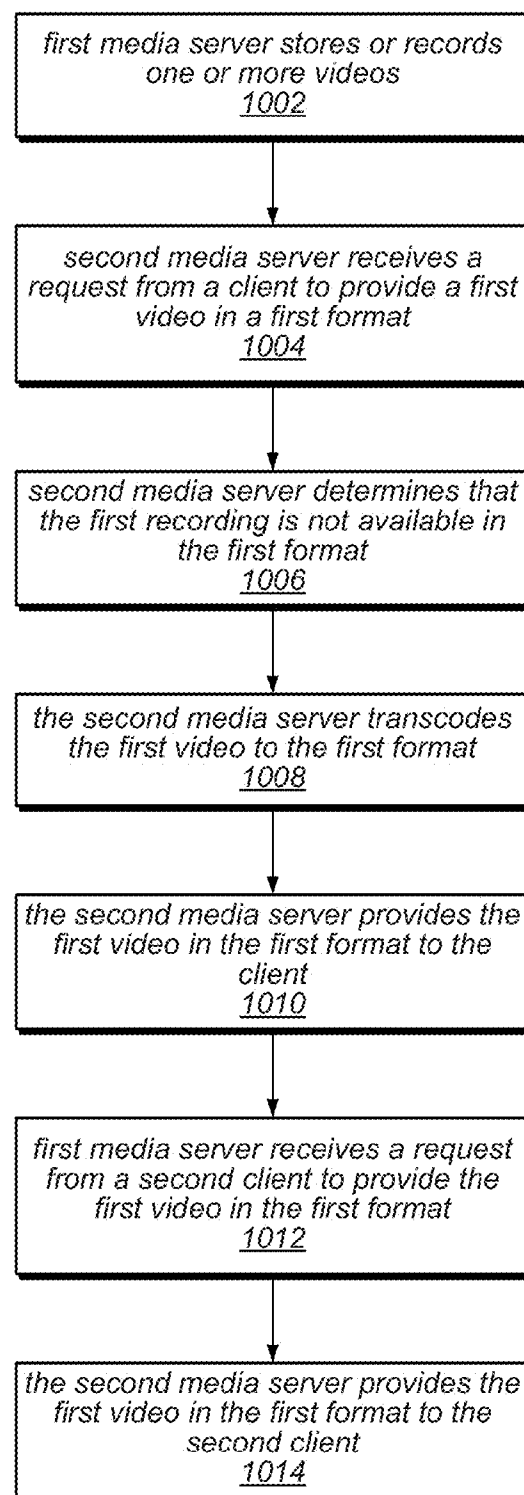 first media server stores or records
one or more videos
1002
second media server receives a
request from a client to provide a first
video in a first format
1004
second media server determines that
the first recording is not available in
the first format
1006
the second media server transcodes
the first video to the first format
1008
the second media server provides the
first video in the first format to the
client
1010
first media server receives a request
from a second client to provide the
first video in the first format
1012
the second media server provides the
first video in the first format to the
second client
1014